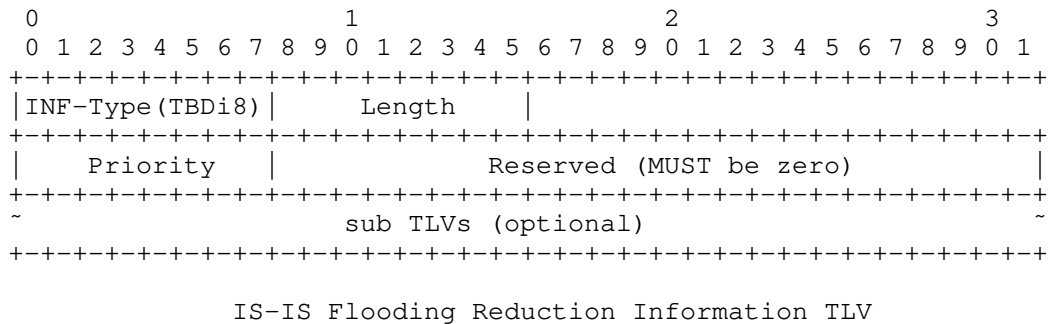 0                   1                   2                   3
 0 1 2 3 4 5 6 7 8 9 0 1 2 3 4 5 6 7 8 9 0 1 2 3 4 5 6 7 8 9 0 1
+-+-+-+-+-+-+-+-+-+-+-+-+-+-+-+-+-+-+-+-+-+-+-+-+-+-+-+-+-+-+-+-+
|INF-Type(TBDi8)|     Length    |
+-+-+-+-+-+-+-+-+-+-+-+-+-+-+-+-+-+-+-+-+-+-+-+-+-+-+-+-+-+-+-+-+
|    Priority   |             Reserved (MUST be zero)           |
+-+-+-+-+-+-+-+-+-+-+-+-+-+-+-+-+-+-+-+-+-+-+-+-+-+-+-+-+-+-+-+-+
~                    sub TLVs (optional)                        ~
+-+-+-+-+-+-+-+-+-+-+-+-+-+-+-+-+-+-+-+-+-+-+-+-+-+-+-+-+-+-+-+-+
IS-IS Flooding Reduction Information TLV